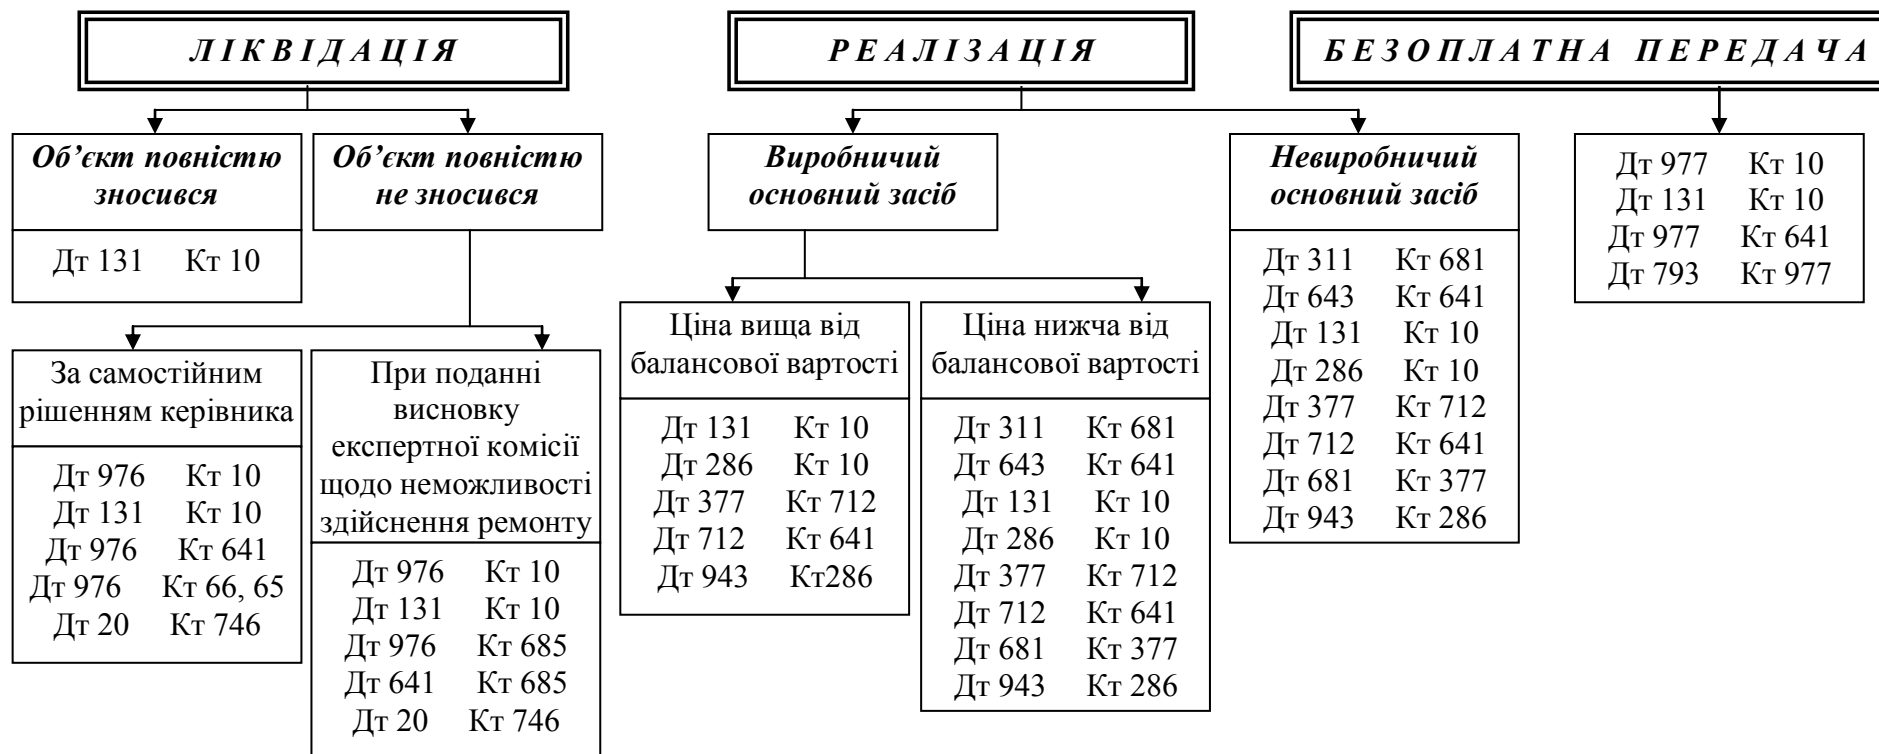 ЛІКВІДАЦІЯ
Об’єкт повністю
зносився
Дт 131 Кт 10
Об’єкт повністю
не зносився
За самостійним
рішенням керівника
Дт 976 Кт 10
Дт 131 Кт 10
Дт 976 Кт 641
Дт 976 Кт 66, 65
Дт 20 Кт 746
При поданні
висновку
експертної комісії
щодо неможливості
здійснення ремонту
Дт 976 Кт 10
Дт 131 Кт 10
Дт 976 Кт 685
Дт 641 Кт 685
Дт 20 Кт 746
РЕАЛІЗАЦІЯ
Виробничий
основний засіб
Ціна вища від
балансової вартості
Дт 131 Кт 10
Дт 286 Кт 10
Дт 377 Кт 712
Дт 712 Кт 641
Дт 943 Кт286
Ціна нижча від
балансової вартості
Дт 311 Кт 681
Дт 643 Кт 641
Дт 131 Кт 10
Дт 286 Кт 10
Дт 377 Кт 712
Дт 712 Кт 641
Дт 681 Кт 377
Дт 943 Кт 286
Невиробничий
основний засіб
Дт 311 Кт 681
Дт 643 Кт 641
Дт 131 Кт 10
Дт 286 Кт 10
Дт 377 Кт 712
Дт 712 Кт 641
Дт 681 Кт 377
Дт 943 Кт 286
БЕЗОПЛАТНА ПЕРЕДАЧА
Дт 977 Кт 10
Дт 131 Кт 10
Дт 977 Кт 641
Дт 793 Кт 977